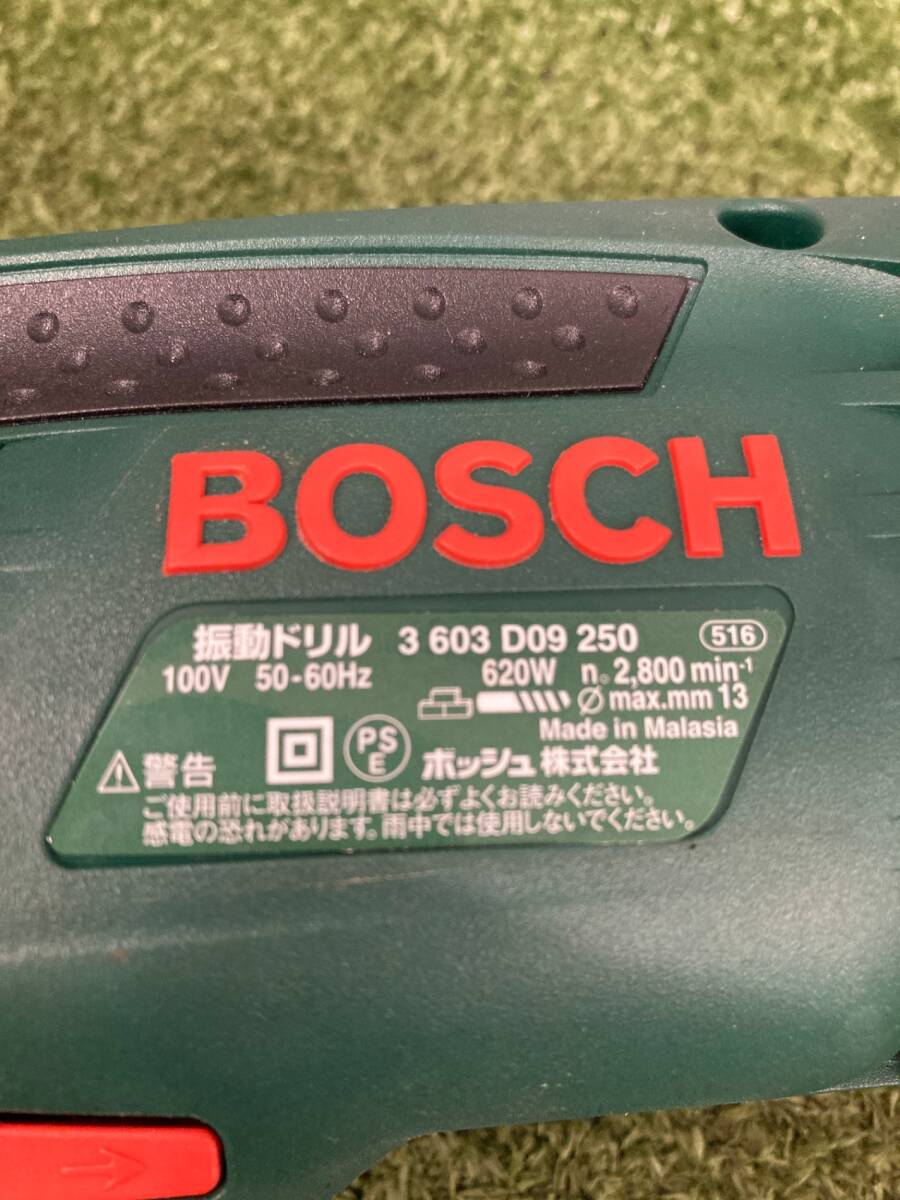 BOSCH
振動ドリル 3 603 D09 250 516
100V 50-60Hz 620W n₀ 2,800 min⁻¹
Ø max.mm 13
Made in Malasia
PS E ボッシュ株式会社
警告
ご使用前に取扱説明書は必ずよくお読みください。
感電の恐れがあります。雨中では使用しないでください。